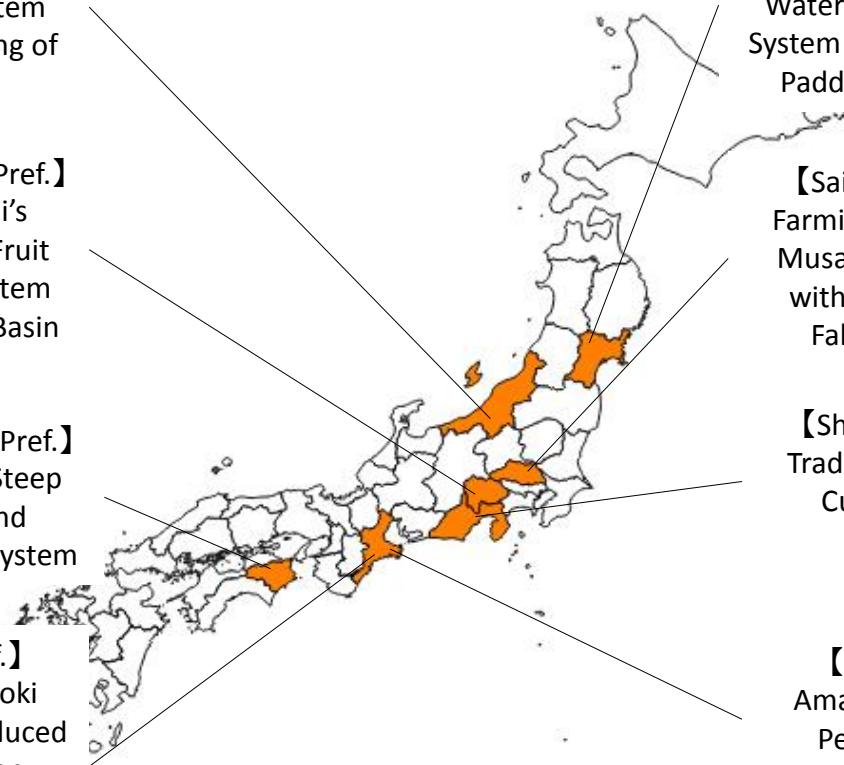 tem
ng of
Pref.】
i’s
Fruit
tem
Basin
Pref.】
Steep
nd
ystem
f.】
oki
duced
Water
System
Padd
【Sai
Farmi
Musa
with
Fal
【Sh
Trad
Cu
【
Ama
Pe